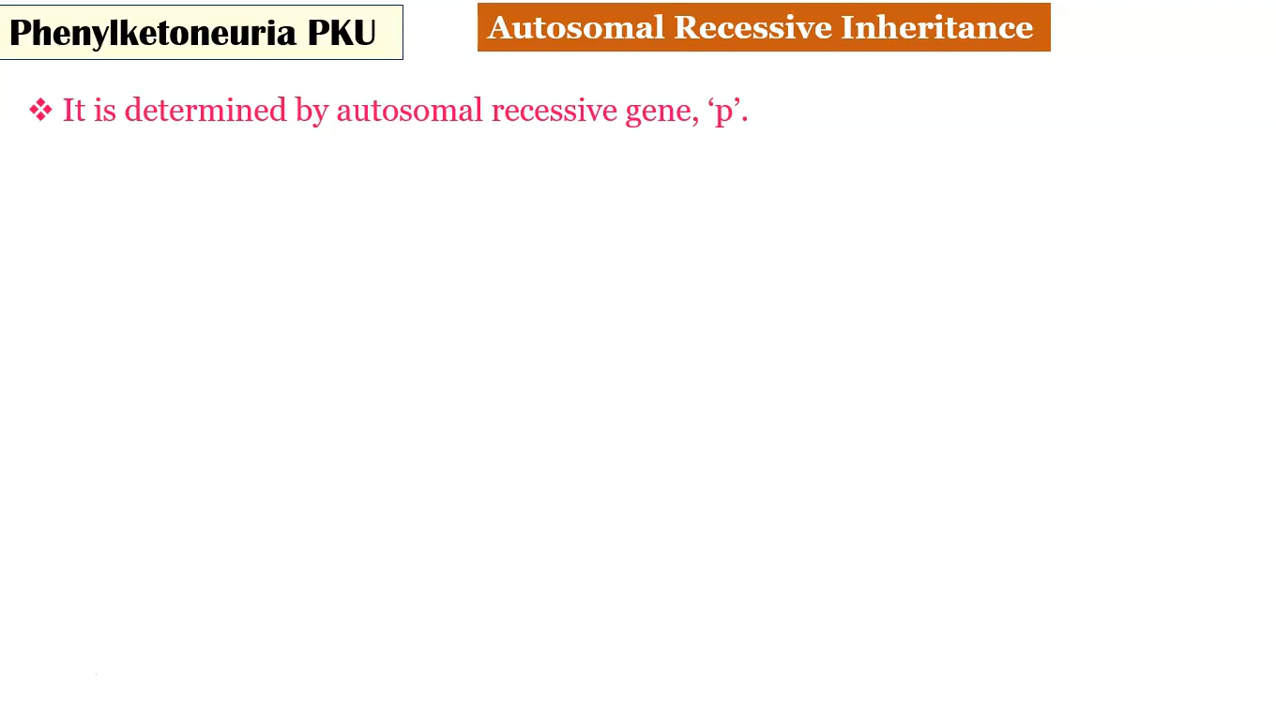 Phenylketoneuria PKU
Autosomal Recessive Inheritance
❖ It is determined by autosomal recessive gene, ‘p’.